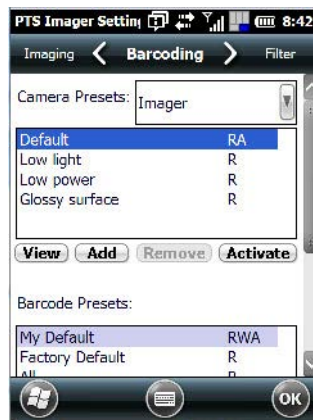 PTS Imager Settin 8:42
Imaging Barcoding Filter
Camera Presets: Imager
Default RA
Low light R
Low power R
Glossy surface R
View Add Remove Activate
Barcode Presets:
My Default RWA
Factory Default R
All R
OK